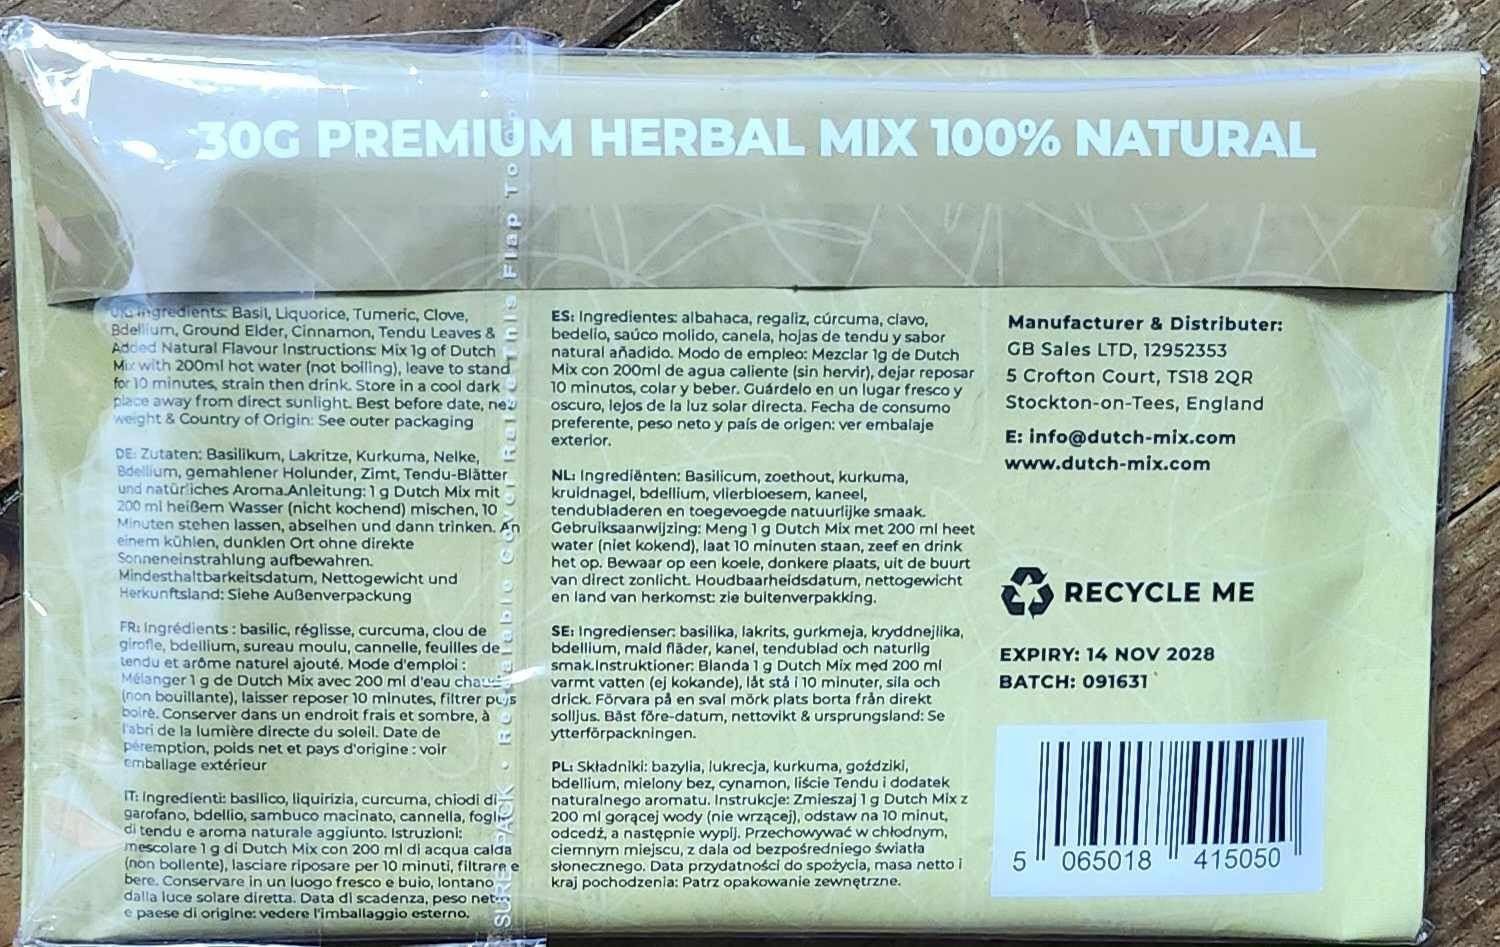 30G PREMIUM HERBAL MIX 100% NATURAL
UK: Ingredients: Basil, Liquorice, Tumeric, Clove,
Bdellium, Ground Elder, Cinnamon, Tendu Leaves &
Added Natural Flavour Instructions: Mix 1g of Dutch
Mix with 200ml hot water (not boiling), leave to stand
for 10 minutes, strain then drink. Store in a cool dark
place away from direct sunlight. Best before date, net
weight & Country of Origin: See outer packaging
DE: Zutaten: Basilikum, Lakritze, Kurkuma, Nelke,
Bdellium, gemahlener Holunder, Zimt, Tendu-Blätter
und natürliches Aroma.Anleitung: 1 g Dutch Mix mit
200 ml heißem Wasser (nicht kochend) mischen, 10
Minuten stehen lassen, abseihen und dann trinken. An
einem kühlen, dunklen Ort ohne direkte
Sonneneinstrahlung aufbewahren.
Mindesthaltbarkeitsdatum, Nettogewicht und
Herkunftsland: Siehe Außenverpackung
FR: Ingrédients : basilic, réglisse, curcuma, clou de
girofle, bdellium, sureau moulu, cannelle, feuilles de
tendu et arôme naturel ajouté. Mode d'emploi :
Mélanger 1 g de Dutch Mix avec 200 ml d'eau chaude
(non bouillante), laisser reposer 10 minutes, filtrer puis
boire. Conserver dans un endroit frais et sombre, à
l'abri de la lumière directe du soleil. Date de
péremption, poids net et pays d'origine : voir
emballage extérieur
IT: Ingredienti: basilico, liquirizia, curcuma, chiodi di
garofano, bdellio, sambuco macinato, cannella, foglie
di tendu e aroma naturale aggiunto. Istruzioni:
mescolare 1 g di Dutch Mix con 200 ml di acqua calda
(non bollente), lasciare riposare per 10 minuti, filtrare e
bere. Conservare in un luogo fresco e buio, lontano
dalla luce solare diretta. Data di scadenza, peso netto
e paese di origine: vedere l'imballaggio esterno.
SURE PACK • Resealable Cover Raise This Flap To
ES: Ingredientes: albahaca, regaliz, cúrcuma, clavo,
bedelio, saúco molido, canela, hojas de tendu y sabor
natural añadido. Modo de empleo: Mezclar 1g de Dutch
Mix con 200ml de agua caliente (sin hervir), dejar reposar
10 minutos, colar y beber. Guárdelo en un lugar fresco y
oscuro, lejos de la luz solar directa. Fecha de consumo
preferente, peso neto y país de origen: ver embalaje
exterior.
NL: Ingrediënten: Basilicum, zoethout, kurkuma,
kruidnagel, bdellium, vlierbloesem, kaneel,
tendubladeren en toegevoegde natuurlijke smaak.
Gebruiksaanwijzing: Meng 1 g Dutch Mix met 200 ml heet
water (niet kokend), laat 10 minuten staan, zeef en drink
het op. Bewaar op een koele, donkere plaats, uit de buurt
van direct zonlicht. Houdbaarheidsdatum, nettogewicht
en land van herkomst: zie buitenverpakking.
SE: Ingredienser: basilika, lakrits, gurkmeja, kryddnejlika,
bdellium, mald fläder, kanel, tendublad och naturlig
smak.Instruktioner: Blanda 1 g Dutch Mix med 200 ml
varmt vatten (ej kokande), låt stå i 10 minuter, sila och
drick. Förvara på en sval mörk plats borta från direkt
solljus. Bäst före-datum, nettovikt & ursprungsland: Se
ytterförpackningen.
PL: Składniki: bazylia, lukrecja, kurkuma, goździki,
bdellium, mielony bez, cynamon, liście Tendu i dodatek
naturalnego aromatu. Instrukcje: Zmieszaj 1 g Dutch Mix z
200 ml gorącej wody (nie wrzącej), odstaw na 10 minut,
odcedź, a następnie wypij. Przechowywać w chłodnym,
ciemnym miejscu, z dala od bezpośredniego światła
słonecznego. Data przydatności do spożycia, masa netto i
kraj pochodzenia: Patrz opakowanie zewnętrzne.
Manufacturer & Distributer:
GB Sales LTD, 12952353
5 Crofton Court, TS18 2QR
Stockton-on-Tees, England
E: info@dutch-mix.com
www.dutch-mix.com
RECYCLE ME
EXPIRY: 14 NOV 2028
BATCH: 091631
5 065018 415050